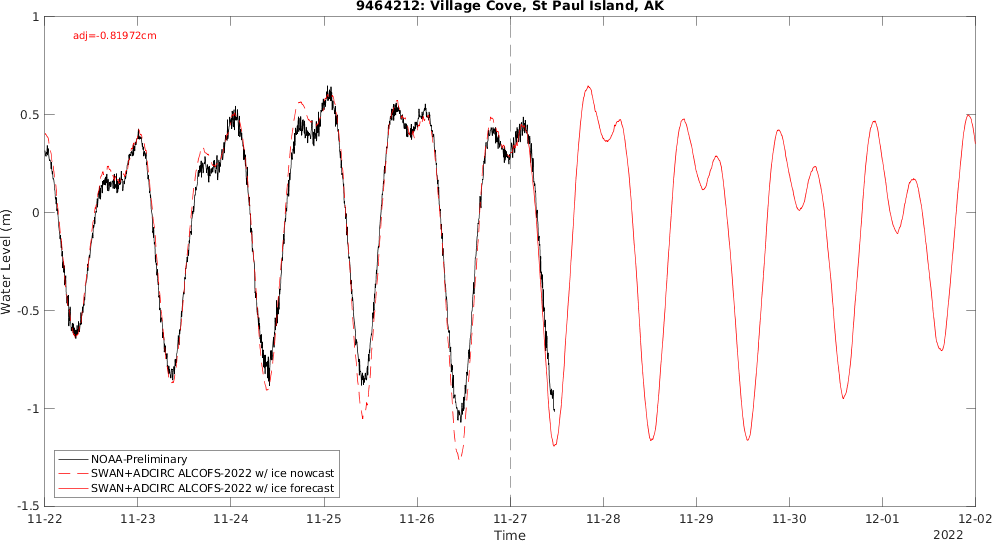 9464212: Village Cove, St Paul Island, AK
adj=-0.81972cm
1
0.5
0
-0.5
-1
-1.5
Water Level (m)
NOAA-Preliminary
SWAN+ADCIRC ALCOFS-2022 w/ ice nowcast
SWAN+ADCIRC ALCOFS-2022 w/ ice forecast
11-22 11-23 11-24 11-25 11-26 11-27 11-28 11-29 11-30 12-01 12-02
Time
2022